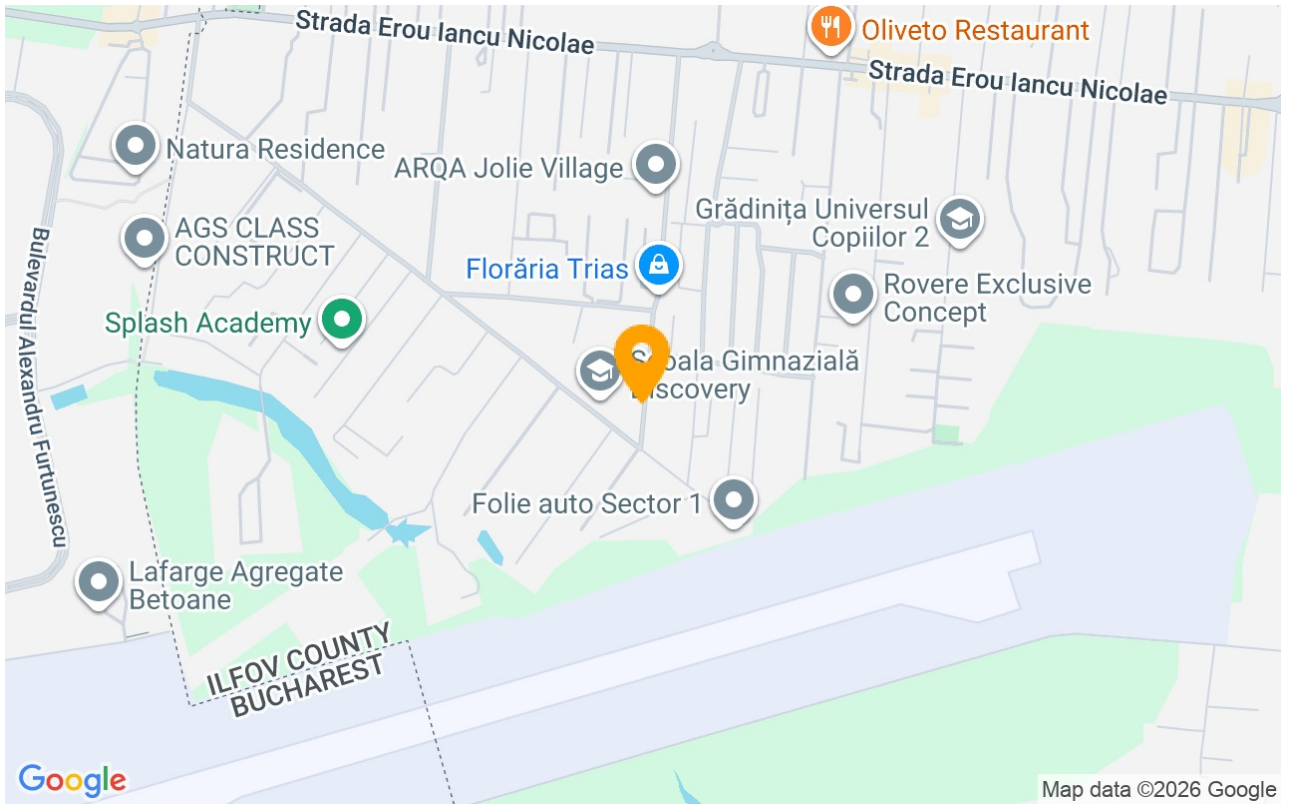 Strada Erou Iancu Nicolae
Oliveto Restaurant
Strada Erou Iancu Nicolae
Natura Residence
ARQA Jolie Village
Grădinița Universul
Copiilor 2
AGS CLASS
CONSTRUCT
Florăria Trias
Rovere Exclusive
Concept
Splash Academy
Bulevardul Alexandru Furtunescu
Gimnazială
Folie auto Sector 1
Lafarge Agregate
Betoane
ILFOV COUNTY
BUCHAREST
Google
Map data ©2026 Google